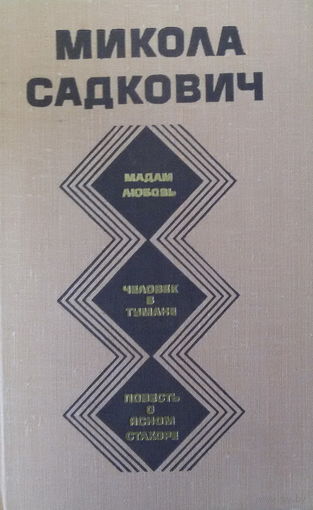 МИКОЛА
САДКОВИЧ
МАДАМ
ЛЮБОВЬ
ЧЕЛОВЕК
В
ТУМАНЕ
ПОВЕСТЬ
О
ЯСНОМ
СТАХОРЕ